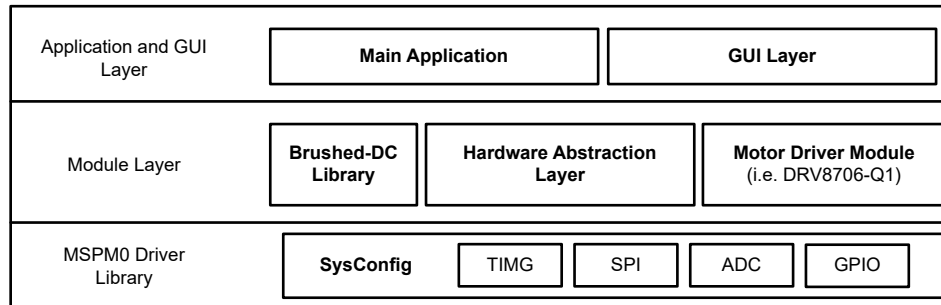 Application and GUI
Layer
Main Application
GUI Layer
Module Layer
Brushed-DC
Library
Hardware Abstraction
Layer
Motor Driver Module
(i.e. DRV8706-Q1)
MSPM0 Driver
Library
SysConfig
TIMG
SPI
ADC
GPIO